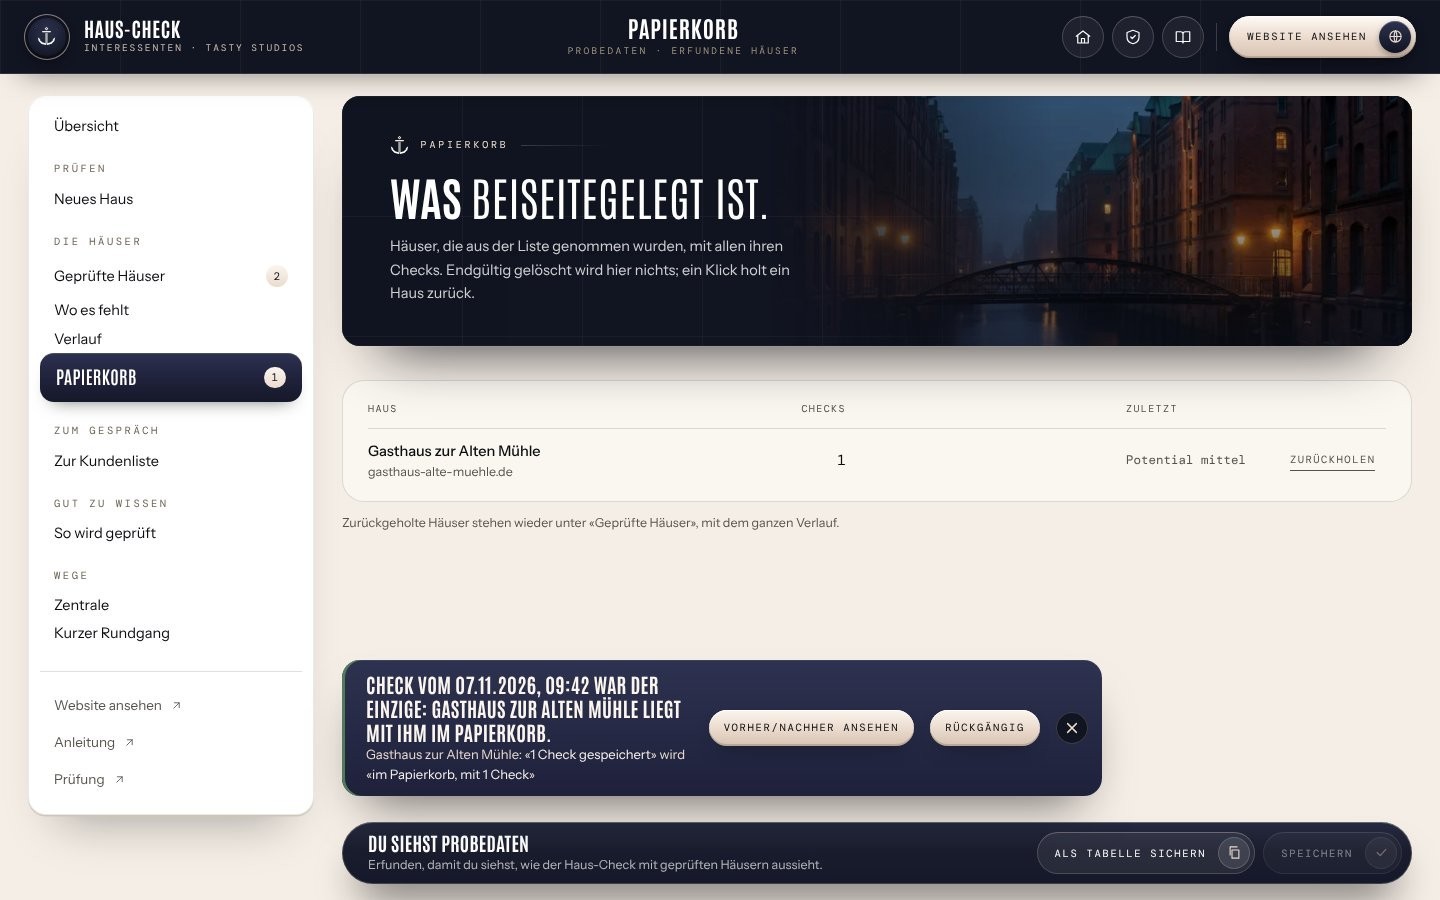 HAUS-CHECK
INTERESSENTEN · TASTY STUDIOS
PAPIERKORB
PROBEDATEN · ERFUNDENE HÄUSER
WEBSITE ANSEHEN
Übersicht
PRÜFEN
Neues Haus
DIE HÄUSER
Geprüfte Häuser 2
Wo es fehlt
Verlauf
PAPIERKORB 1
ZUM GESPRÄCH
Zur Kundenliste
GUT ZU WISSEN
So wird geprüft
WEGE
Zentrale
Kurzer Rundgang
Website ansehen
Anleitung
Prüfung
PAPIERKORB
WAS BEISEITEGELEGT IST.
Häuser, die aus der Liste genommen wurden, mit allen ihren
Checks. Endgültig gelöscht wird hier nichts; ein Klick holt ein
Haus zurück.
HAUS CHECKS ZULETZT
Gasthaus zur Alten Mühle
gasthaus-alte-muehle.de
1 Potential mittel ZURÜCKHOLEN
Zurückgeholte Häuser stehen wieder unter «Geprüfte Häuser», mit dem ganzen Verlauf.
CHECK VOM 07.11.2026, 09:42 WAR DER
EINZIGE: GASTHAUS ZUR ALTEN MÜHLE LIEGT
MIT IHM IM PAPIERKORB.
Gasthaus zur Alten Mühle: «1 Check gespeichert» wird
«im Papierkorb, mit 1 Check»
VORHER/NACHHER ANSEHEN
RÜCKGÄNGIG
DU SIEHST PROBEDATEN
Erfunden, damit du siehst, wie der Haus-Check mit geprüften Häusern aussieht.
ALS TABELLE SICHERN
SPEICHERN